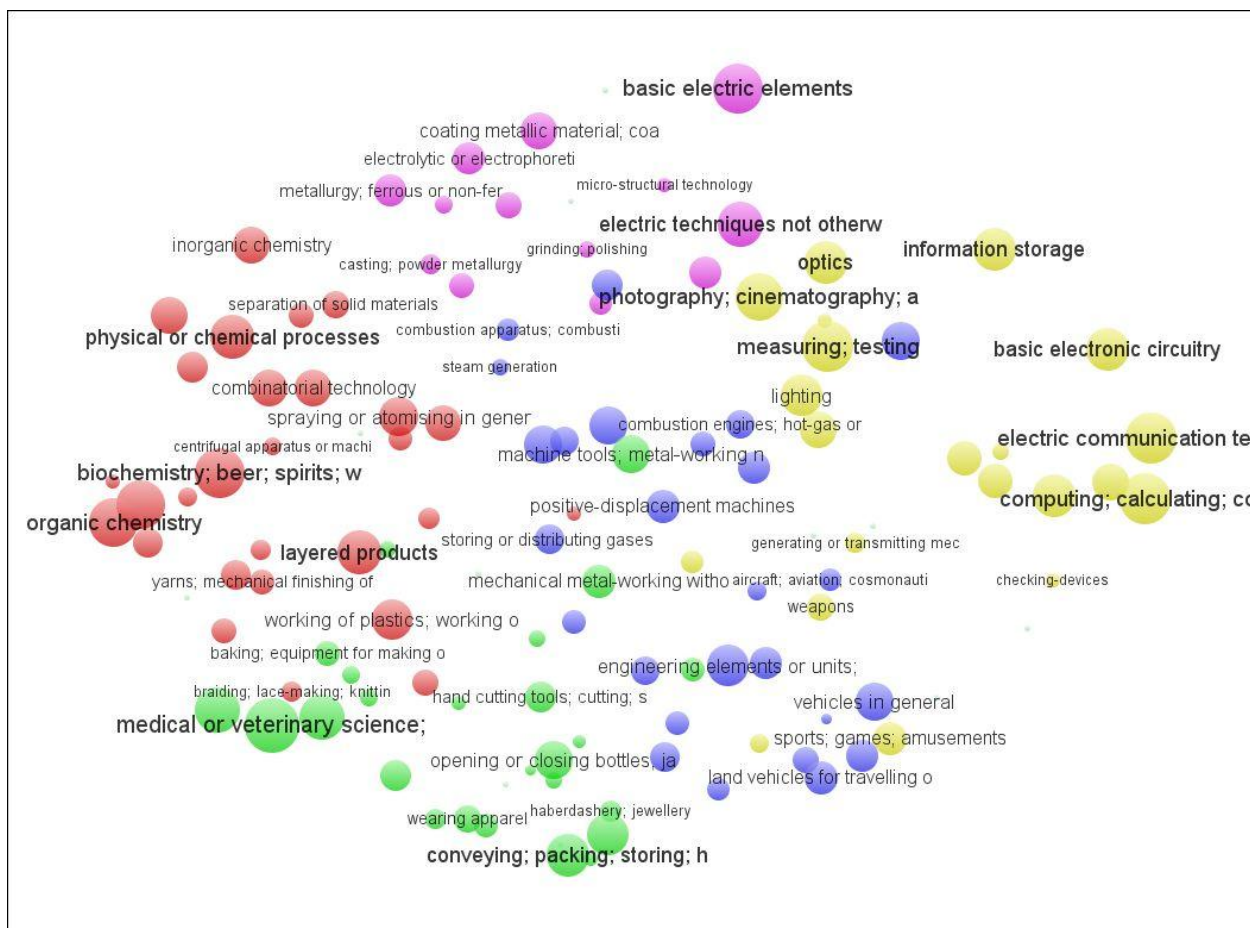 basic electric elements
coating metallic material; coa
electrolytic or electrophoreti
metallurgy; ferrous or non-fer
micro-structural technology
electric techniques not otherw
inorganic chemistry
grinding; polishing
information storage
casting; powder metallurgy
optics
separation of solid materials
photography; cinematography; a
physical or chemical processes
combustion apparatus; combusti
measuring; testing
basic electronic circuitry
steam generation
combinatorial technology
lighting
spraying or atomising in gener
combustion engines; hot-gas or
electric communication te
centrifugal apparatus or machi
machine tools; metal-working n
biochemistry; beer; spirits; w
computing; calculating; co
positive-displacement machines
organic chemistry
storing or distributing gases
generating or transmitting mec
layered products
yarns; mechanical finishing of
mechanical metal-working witho
aircraft; aviation; cosmonauti
checking-devices
weapons
working of plastics; working o
baking; equipment for making o
engineering elements or units;
braiding; lace-making; knittin
hand cutting tools; cutting; s
vehicles in general
medical or veterinary science;
sports; games; amusements
opening or closing bottles, ja
land vehicles for travelling o
haberdashery; jewellery
wearing apparel
conveying; packing; storing; h